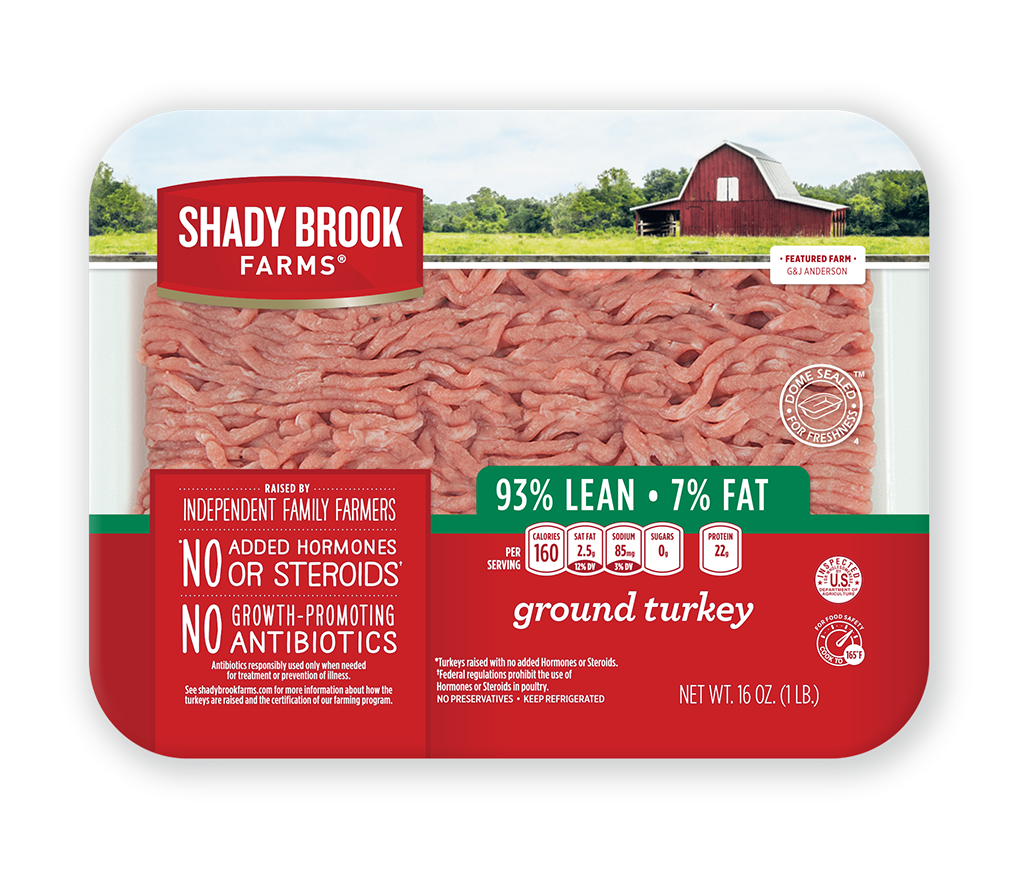 SHADY BROOK
FARMS®
• FEATURED FARM •
G&J ANDERSON
DOME SEALED
• FOR FRESHNESS •
TM
4
RAISED BY
INDEPENDENT FAMILY FARMERS
*NO ADDED HORMONES
OR STEROIDS†
NO GROWTH-PROMOTING
ANTIBIOTICS
Antibiotics responsibly used only when needed
for treatment or prevention of illness.
See shadybrookfarms.com for more information about how the
turkeys are raised and the certification of our farming program.
93% LEAN • 7% FAT
PER
SERVING
CALORIES
160
SAT FAT
2.5g
12% DV
SODIUM
85mg
3% DV
SUGARS
0g
PROTEIN
22g
ground turkey
*Turkeys raised with no added Hormones or Steroids.
†Federal regulations prohibit the use of
Hormones or Steroids in poultry.
NO PRESERVATIVES • KEEP REFRIGERATED
NET WT. 16 OZ. (1 LB.)
INSPECTED
FOR WHOLESOMENESS
BY
U.S.
DEPARTMENT OF
AGRICULTURE
FOR FOOD SAFETY
COOK TO
165°F